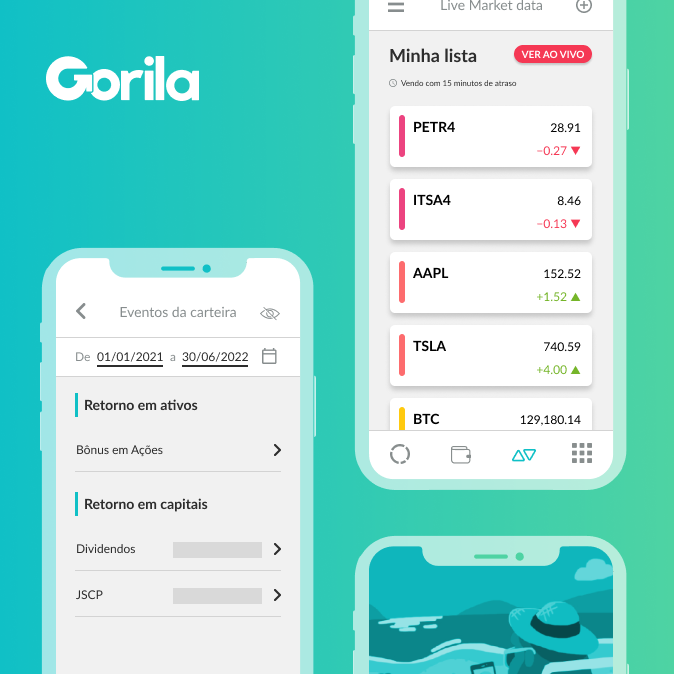 Gorila
Live Market data
Minha lista
VER AO VIVO
Vendo com 15 minutos de atraso
PETR4 28.91
−0.27 ▼
ITSA4 8.46
−0.13 ▼
AAPL 152.52
+1.52 ▲
TSLA 740.59
+4.00 ▲
BTC 129,180.14
Eventos da carteira
De 01/01/2021 a 30/06/2022
Retorno em ativos
Bônus em Ações
Retorno em capitais
Dividendos
JSCP